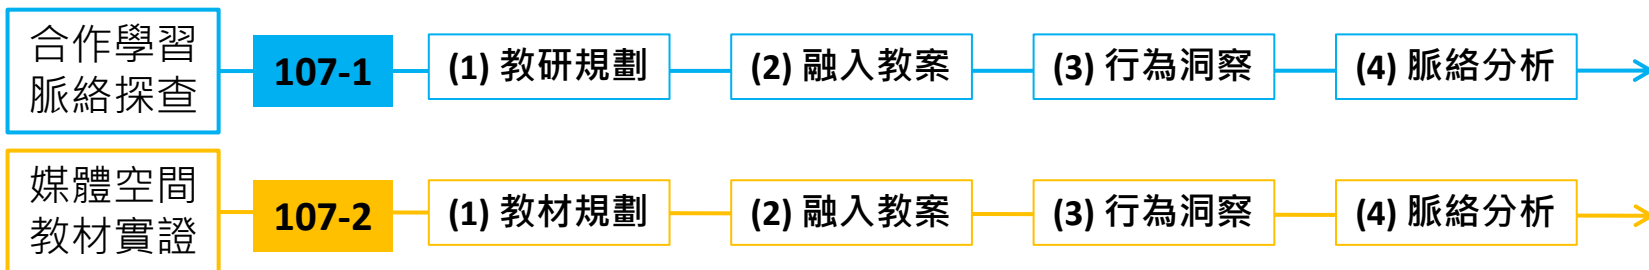 合作學習
脈絡探查
107-1
(1) 教研規劃
(2) 融入教案
(3) 行為洞察
(4) 脈絡分析
媒體空間
教材實證
107-2
(1) 教材規劃
(2) 融入教案
(3) 行為洞察
(4) 脈絡分析